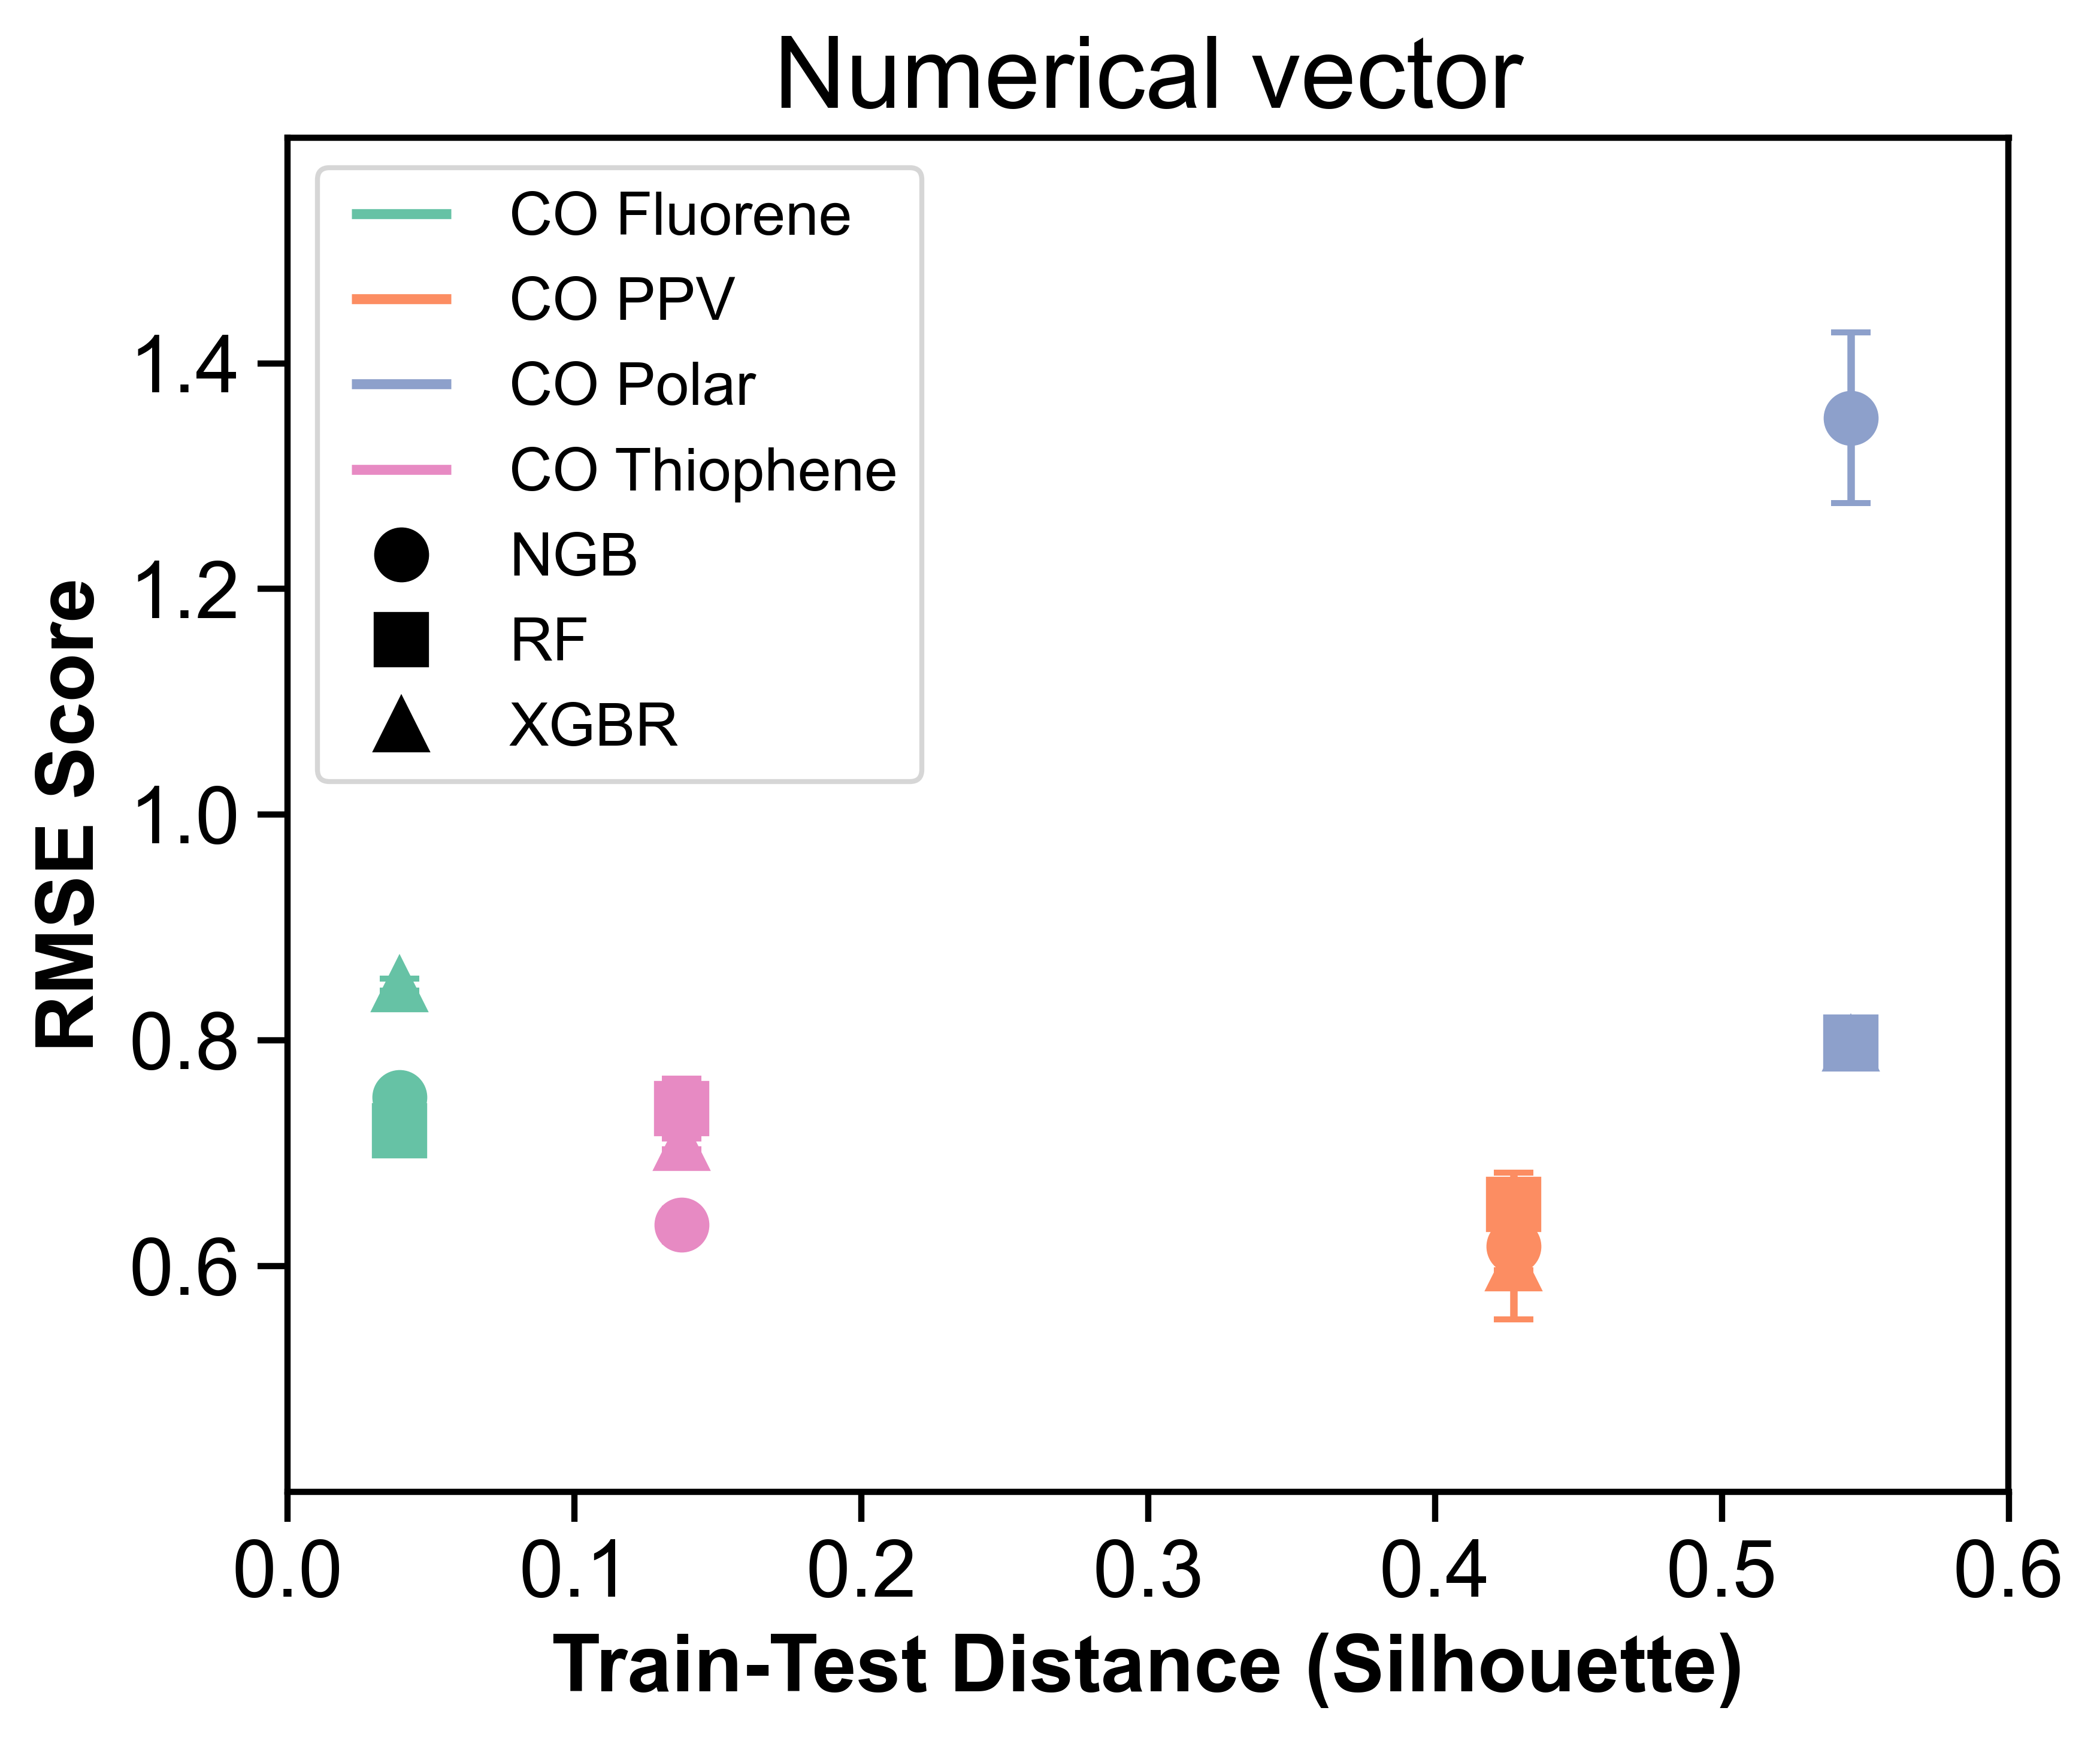 Numerical vector
CO Fluorene
CO PPV
CO Polar
CO Thiophene
NGB
RF
XGBR
RMSE Score
1.4
1.2
1.0
0.8
0.6
0.0 0.1 0.2 0.3 0.4 0.5 0.6
Train-Test Distance (Silhouette)